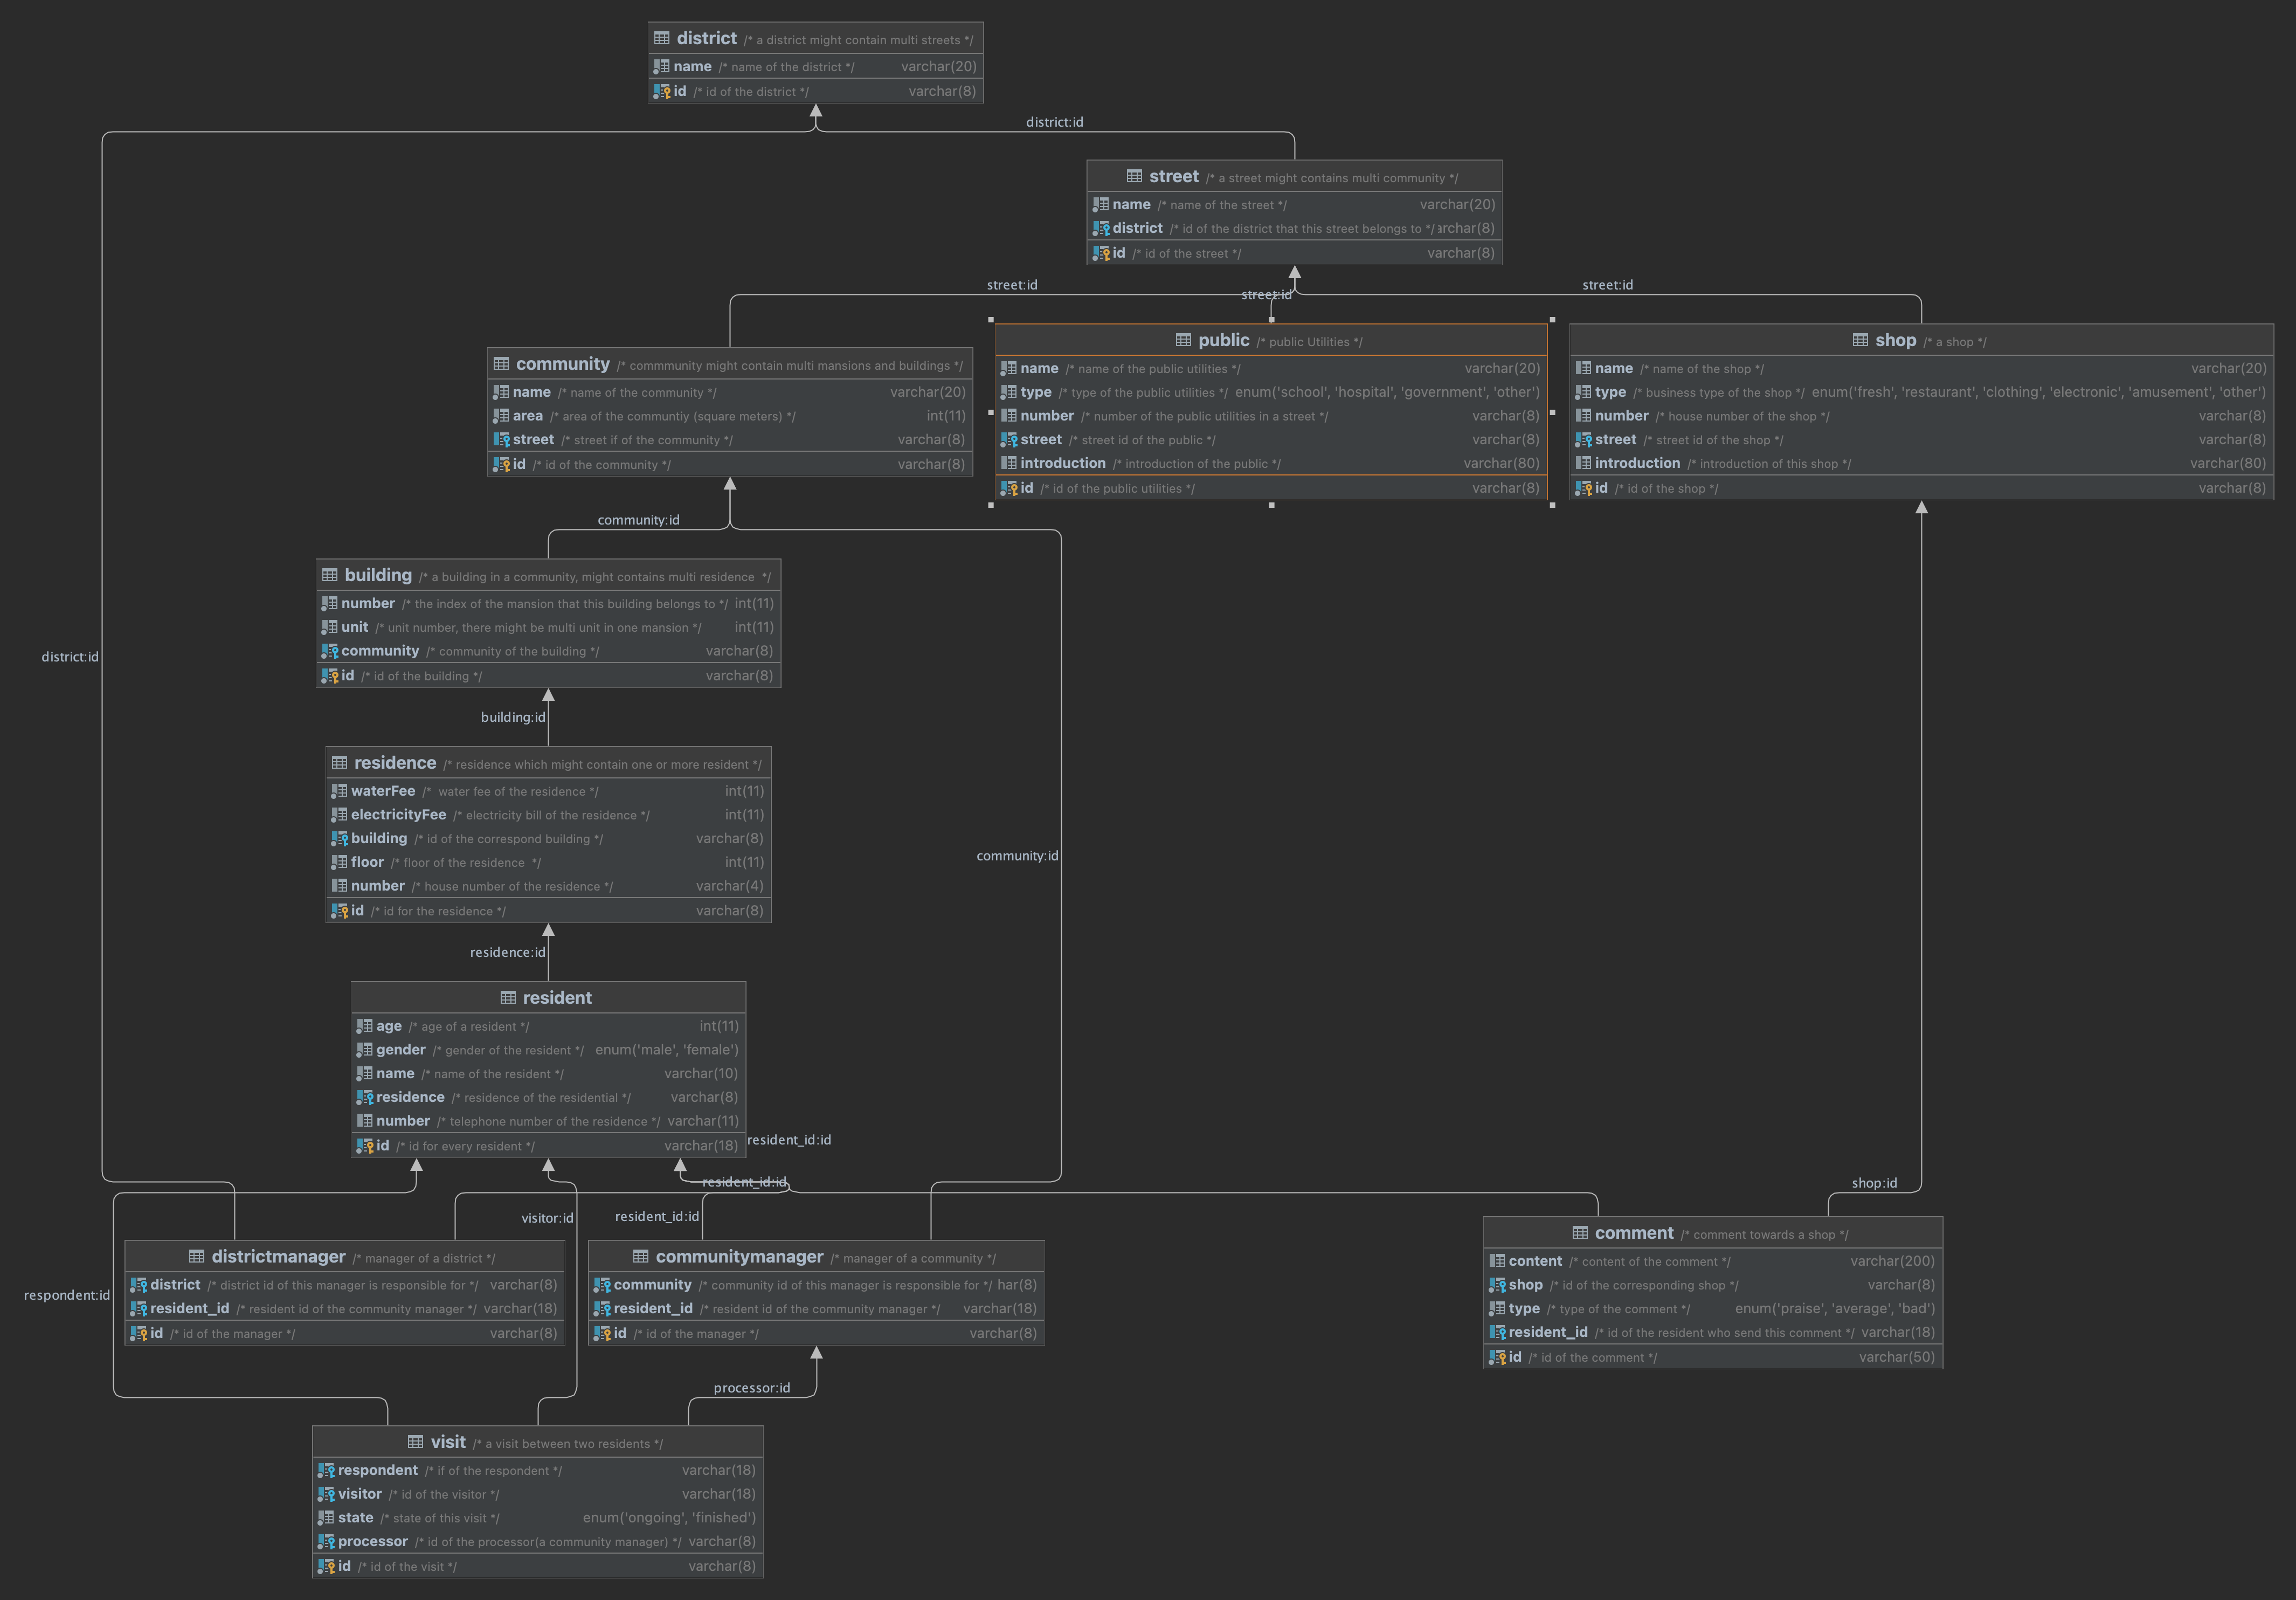 district /* a district might contain multi streets */
name /* name of the district */ varchar(20)
id /* id of the district */ varchar(8)
district:id
street /* a street might contains multi community */
name /* name of the street */ varchar(20)
district /* id of the district that this street belongs to */ archar(8)
id /* id of the street */ varchar(8)
street:id
street:id
street:id
community /* commmunity might contain multi mansions and buildings */
name /* name of the community */ varchar(20)
area /* area of the communtiy (square meters) */ int(11)
street /* street if of the community */ varchar(8)
id /* id of the community */ varchar(8)
public /* public Utilities */
name /* name of the public utilities */ varchar(20)
type /* type of the public utilities */ enum('school', 'hospital', 'government', 'other')
number /* number of the public utilities in a street */ varchar(8)
street /* street id of the public */ varchar(8)
introduction /* introduction of the public */ varchar(80)
id /* id of the public utilities */ varchar(8)
shop /* a shop */
name /* name of the shop */ varchar(20)
type /* business type of the shop */ enum('fresh', 'restaurant', 'clothing', 'electronic', 'amusement', 'other')
number /* house number of the shop */ varchar(8)
street /* street id of the shop */ varchar(8)
introduction /* introduction of this shop */ varchar(80)
id /* id of the shop */ varchar(8)
community:id
building /* a building in a community, might contains multi residence */
number /* the index of the mansion that this building belongs to */ int(11)
unit /* unit number, there might be multi unit in one mansion */ int(11)
community /* community of the building */ varchar(8)
id /* id of the building */ varchar(8)
district:id
building:id
residence /* residence which might contain one or more resident */
waterFee /* water fee of the residence */ int(11)
electricityFee /* electricity bill of the residence */ int(11)
building /* id of the correspond building */ varchar(8)
floor /* floor of the residence */ int(11)
number /* house number of the residence */ varchar(4)
id /* id for the residence */ varchar(8)
community:id
residence:id
resident
age /* age of a resident */ int(11)
gender /* gender of the resident */ enum('male', 'female')
name /* name of the resident */ varchar(10)
residence /* residence of the residential */ varchar(8)
number /* telephone number of the residence */ varchar(11)
id /* id for every resident */ varchar(18)
resident_id:id
resident_id:id
shop:id
visitor:id
resident_id:id
districtmanager /* manager of a district */
district /* district id of this manager is responsible for */ varchar(8)
resident_id /* resident id of the community manager */ varchar(18)
id /* id of the manager */ varchar(8)
communitymanager /* manager of a community */
community /* community id of this manager is responsible for */ har(8)
resident_id /* resident id of the community manager */ varchar(18)
id /* id of the manager */ varchar(8)
comment /* comment towards a shop */
content /* content of the comment */ varchar(200)
shop /* id of the corresponding shop */ varchar(8)
type /* type of the comment */ enum('praise', 'average', 'bad')
resident_id /* id of the resident who send this comment */ varchar(18)
id /* id of the comment */ varchar(50)
respondent:id
processor:id
visit /* a visit between two residents */
respondent /* if of the respondent */ varchar(18)
visitor /* id of the visitor */ varchar(18)
state /* state of this visit */ enum('ongoing', 'finished')
processor /* id of the processor(a community manager) */ varchar(8)
id /* id of the visit */ varchar(8)